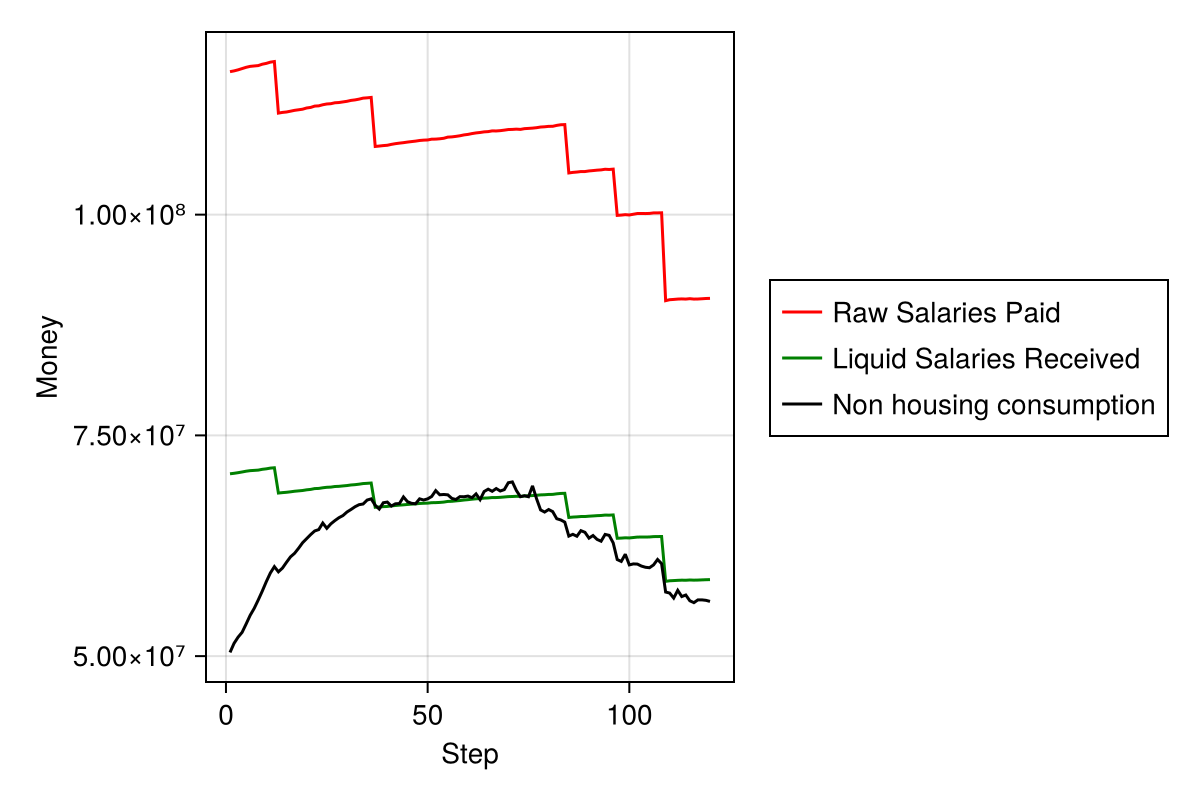 Money
1.00×10⁸
7.50×10⁷
5.00×10⁷
0
50
100
Step
Raw Salaries Paid
Liquid Salaries Received
Non housing consumption